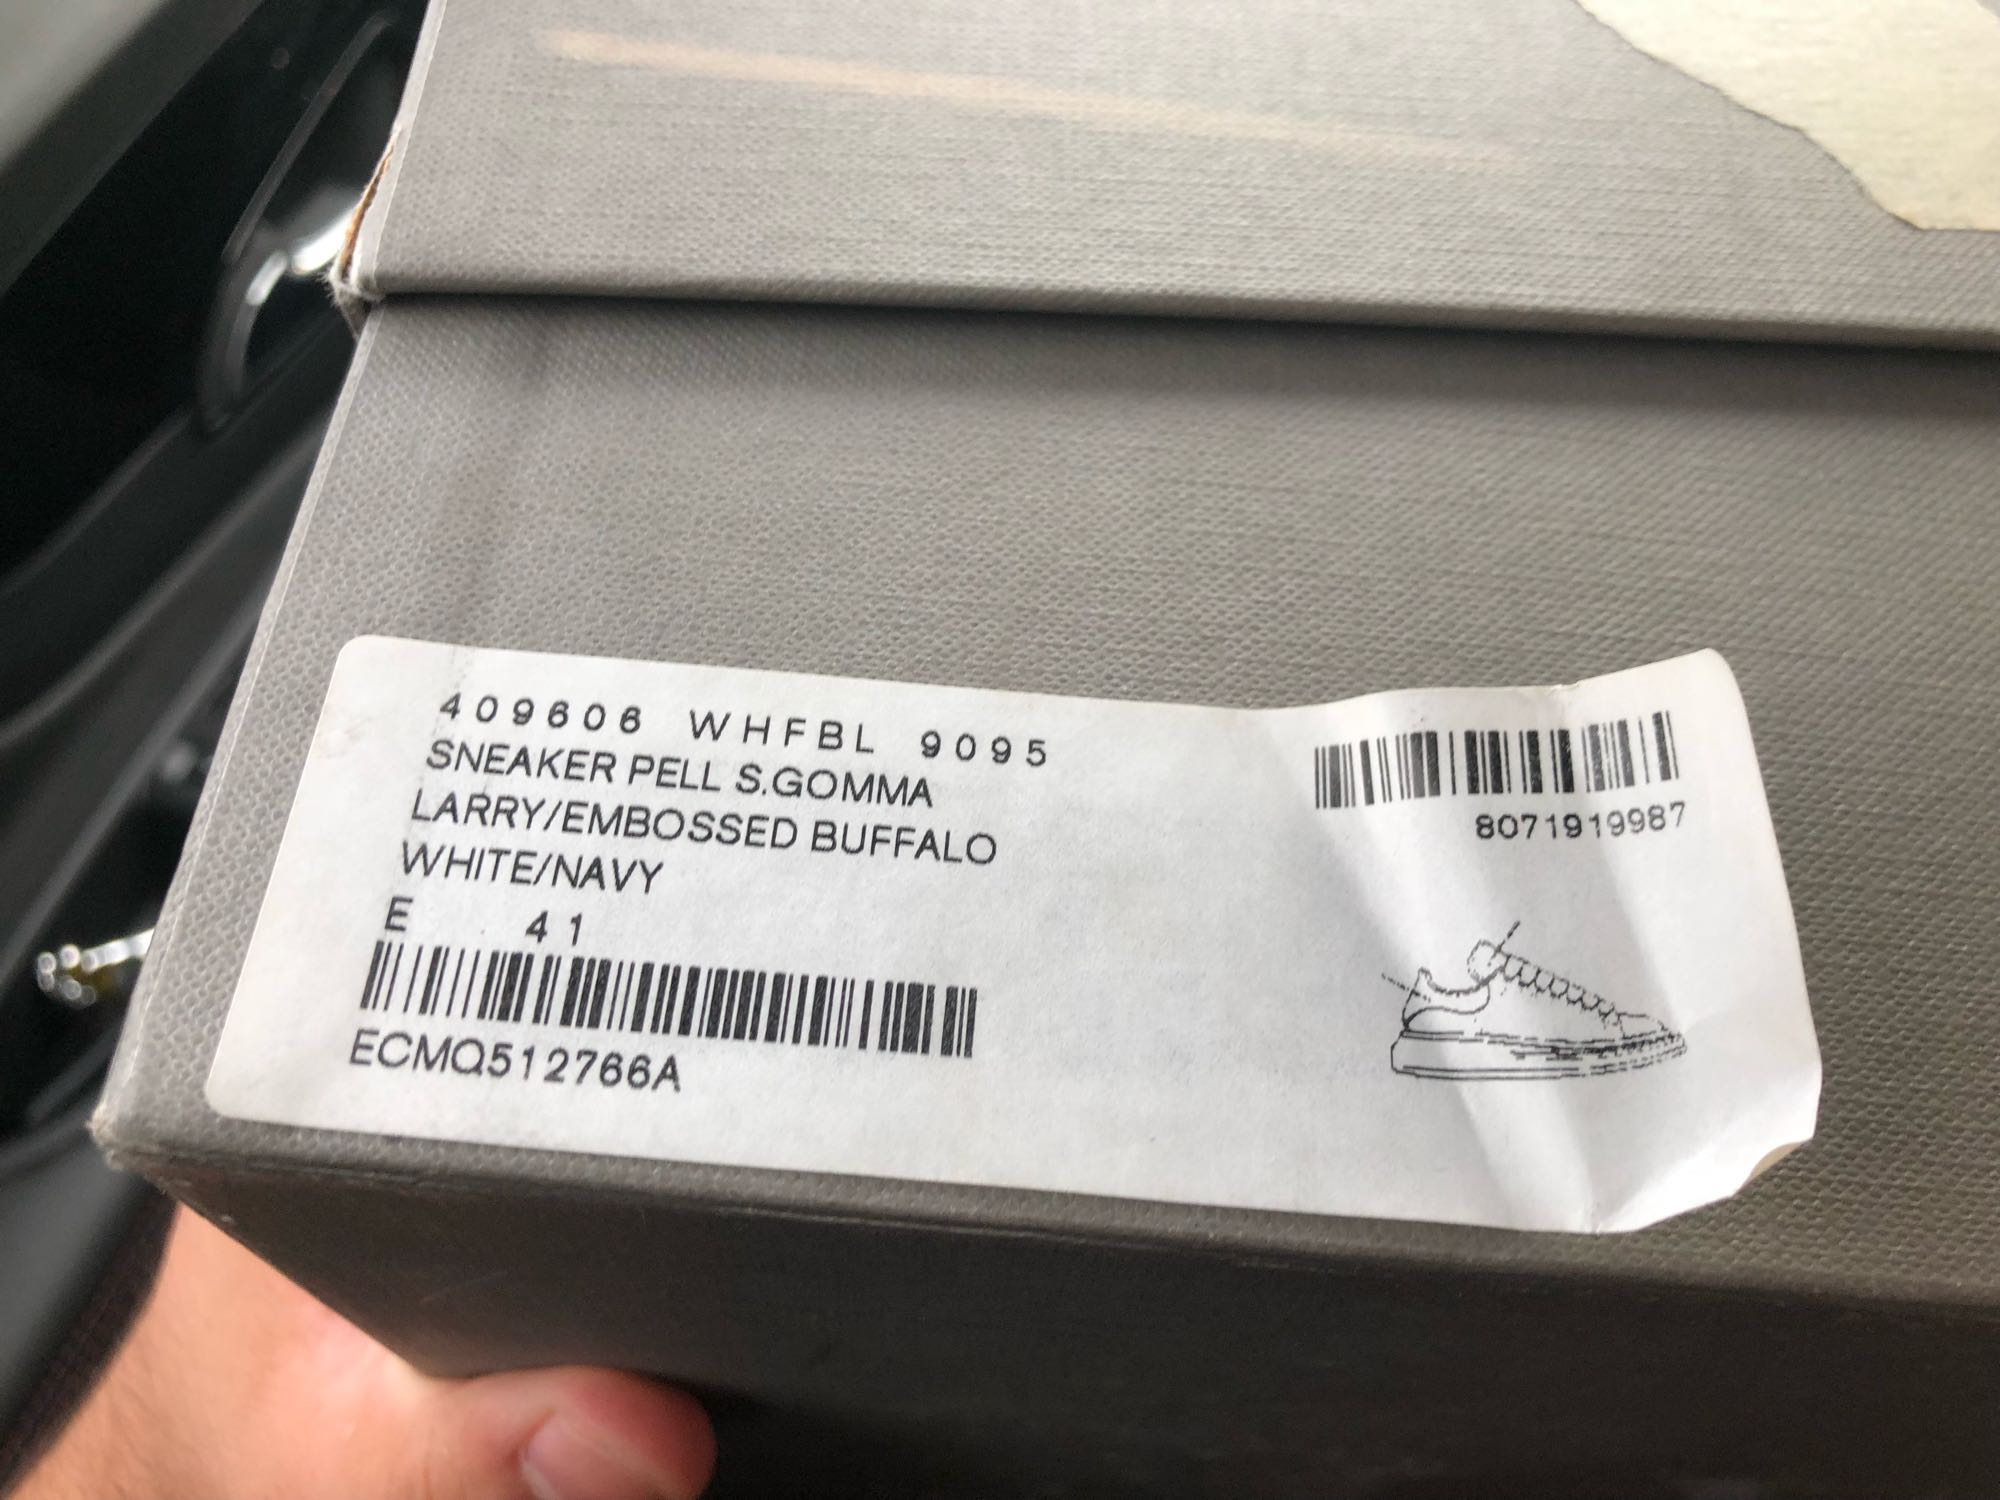 409606 WHFBL 9095
SNEAKER PELL S.GOMMA
LARRY/EMBOSSED BUFFALO
WHITE/NAVY
E 41
ECMQ512766A
8071919987